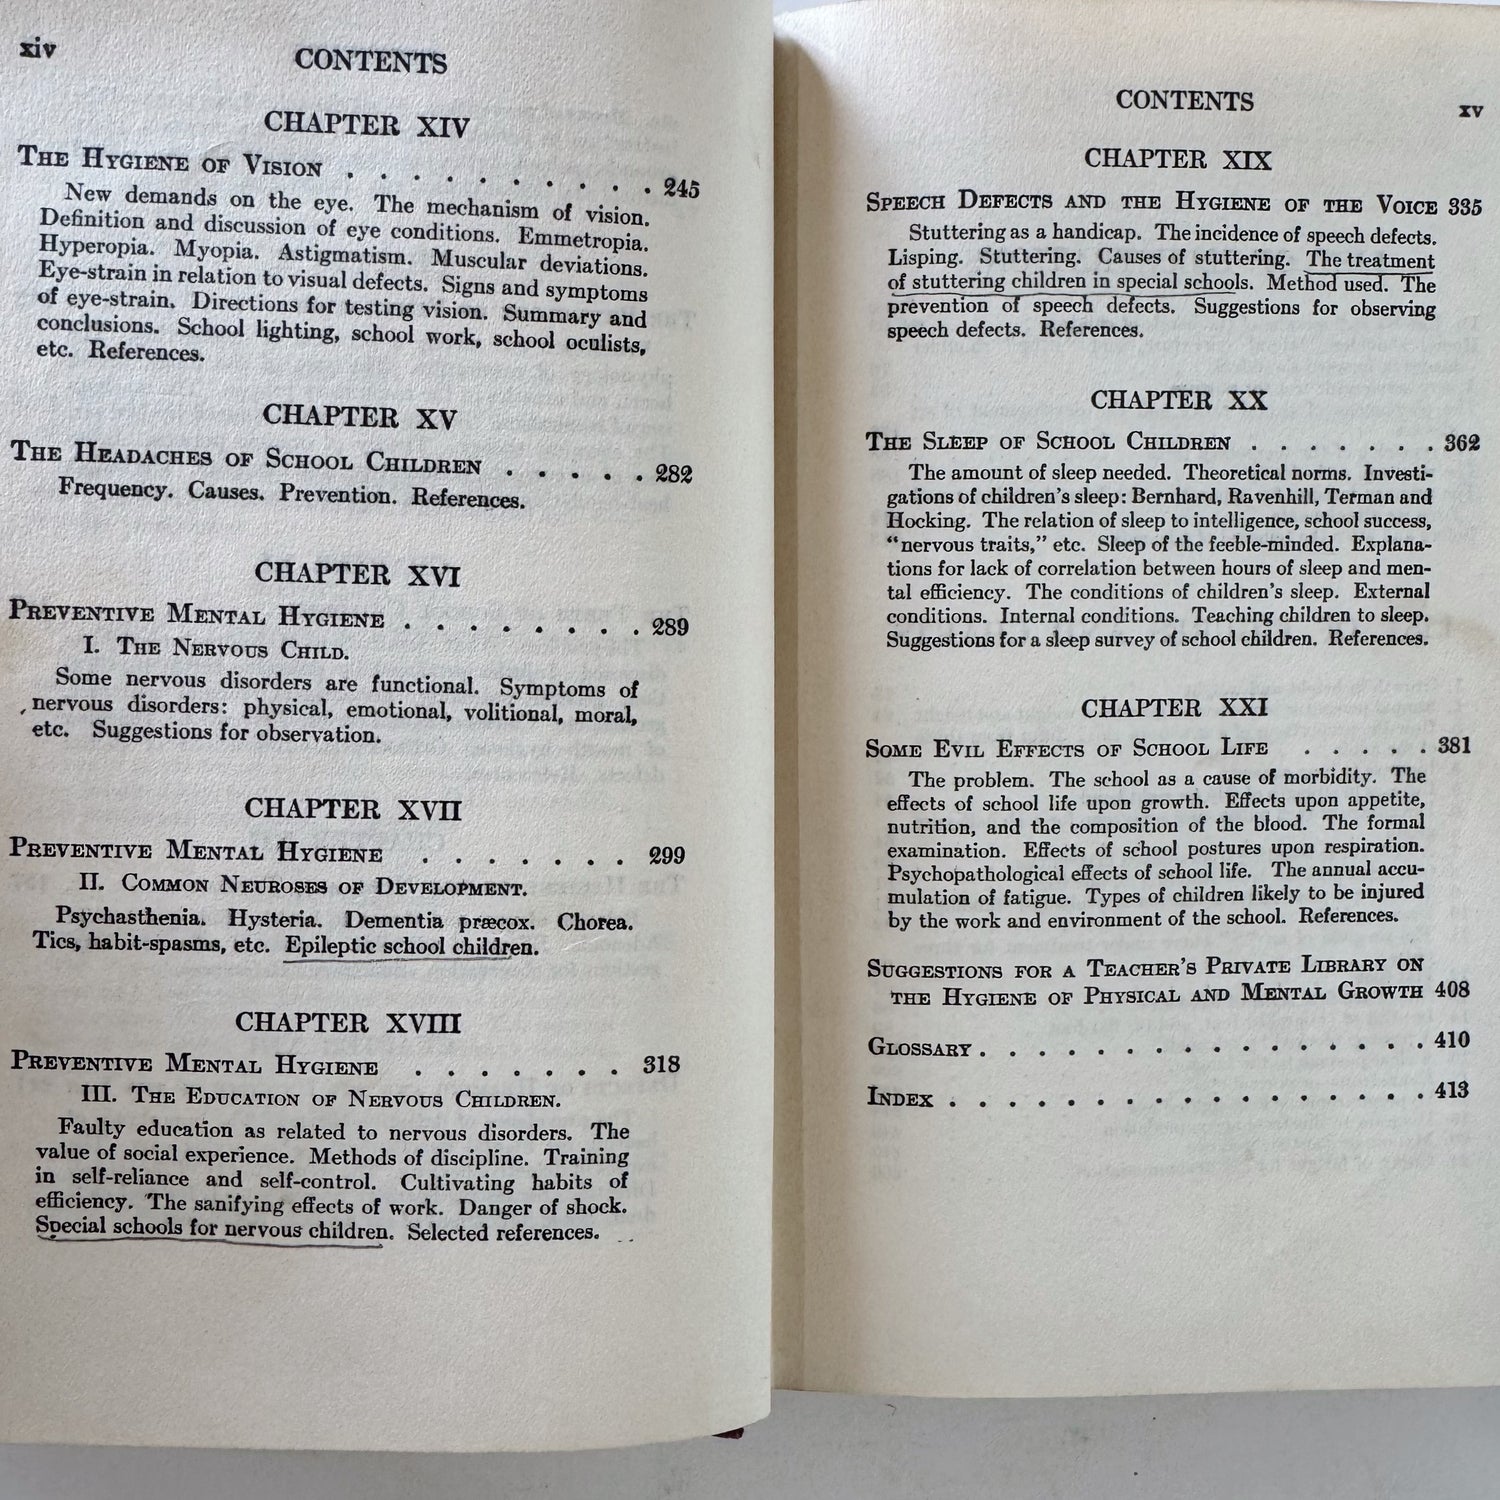 xiv
CONTENTS
CHAPTER XIV
THE HYGIENE OF VISION . . . . . . . . . . 245
New demands on the eye. The mechanism of vision.
Definition and discussion of eye conditions. Emmetropia.
Hyperopia. Myopia. Astigmatism. Muscular deviations.
Eye-strain in relation to visual defects. Signs and symptoms
of eye-strain. Directions for testing vision. Summary and
conclusions. School lighting, school work, school oculists,
etc. References.
CHAPTER XV
THE HEADACHES OF SCHOOL CHILDREN . . . . . 282
Frequency. Causes. Prevention. References.
CHAPTER XVI
PREVENTIVE MENTAL HYGIENE . . . . . . . . 289
I. THE NERVOUS CHILD.
Some nervous disorders are functional. Symptoms of
nervous disorders: physical, emotional, volitional, moral,
etc. Suggestions for observation.
CHAPTER XVII
PREVENTIVE MENTAL HYGIENE . . . . . . . 299
II. COMMON NEUROSES OF DEVELOPMENT.
Psychasthenia. Hysteria. Dementia præcox. Chorea.
Tics, habit-spasms, etc. Epileptic school children.
CHAPTER XVIII
PREVENTIVE MENTAL HYGIENE . . . . . . . 318
III. THE EDUCATION OF NERVOUS CHILDREN.
Faulty education as related to nervous disorders. The
value of social experience. Methods of discipline. Training
in self-reliance and self-control. Cultivating habits of
efficiency. The sanifying effects of work. Danger of shock.
Special schools for nervous children. Selected references.
CONTENTS
xv
CHAPTER XIX
SPEECH DEFECTS AND THE HYGIENE OF THE VOICE 335
Stuttering as a handicap. The incidence of speech defects.
Lisping. Stuttering. Causes of stuttering. The treatment
of stuttering children in special schools. Method used. The
prevention of speech defects. Suggestions for observing
speech defects. References.
CHAPTER XX
THE SLEEP OF SCHOOL CHILDREN . . . . . . . 362
The amount of sleep needed. Theoretical norms. Investi-
gations of children's sleep: Bernhard, Ravenhill, Terman and
Hocking. The relation of sleep to intelligence, school success,
"nervous traits," etc. Sleep of the feeble-minded. Explana-
tions for lack of correlation between hours of sleep and men-
tal efficiency. The conditions of children's sleep. External
conditions. Internal conditions. Teaching children to sleep.
Suggestions for a sleep survey of school children. References.
CHAPTER XXI
SOME EVIL EFFECTS OF SCHOOL LIFE . . . . . 381
The problem. The school as a cause of morbidity. The
effects of school life upon growth. Effects upon appetite,
nutrition, and the composition of the blood. The formal
examination. Effects of school postures upon respiration.
Psychopathological effects of school life. The annual accu-
mulation of fatigue. Types of children likely to be injured
by the work and environment of the school. References.
SUGGESTIONS FOR A TEACHER'S PRIVATE LIBRARY ON
THE HYGIENE OF PHYSICAL AND MENTAL GROWTH 408
GLOSSARY . . . . . . . . . . . . . . . . 410
INDEX . . . . . . . . . . . . . . . . . 413